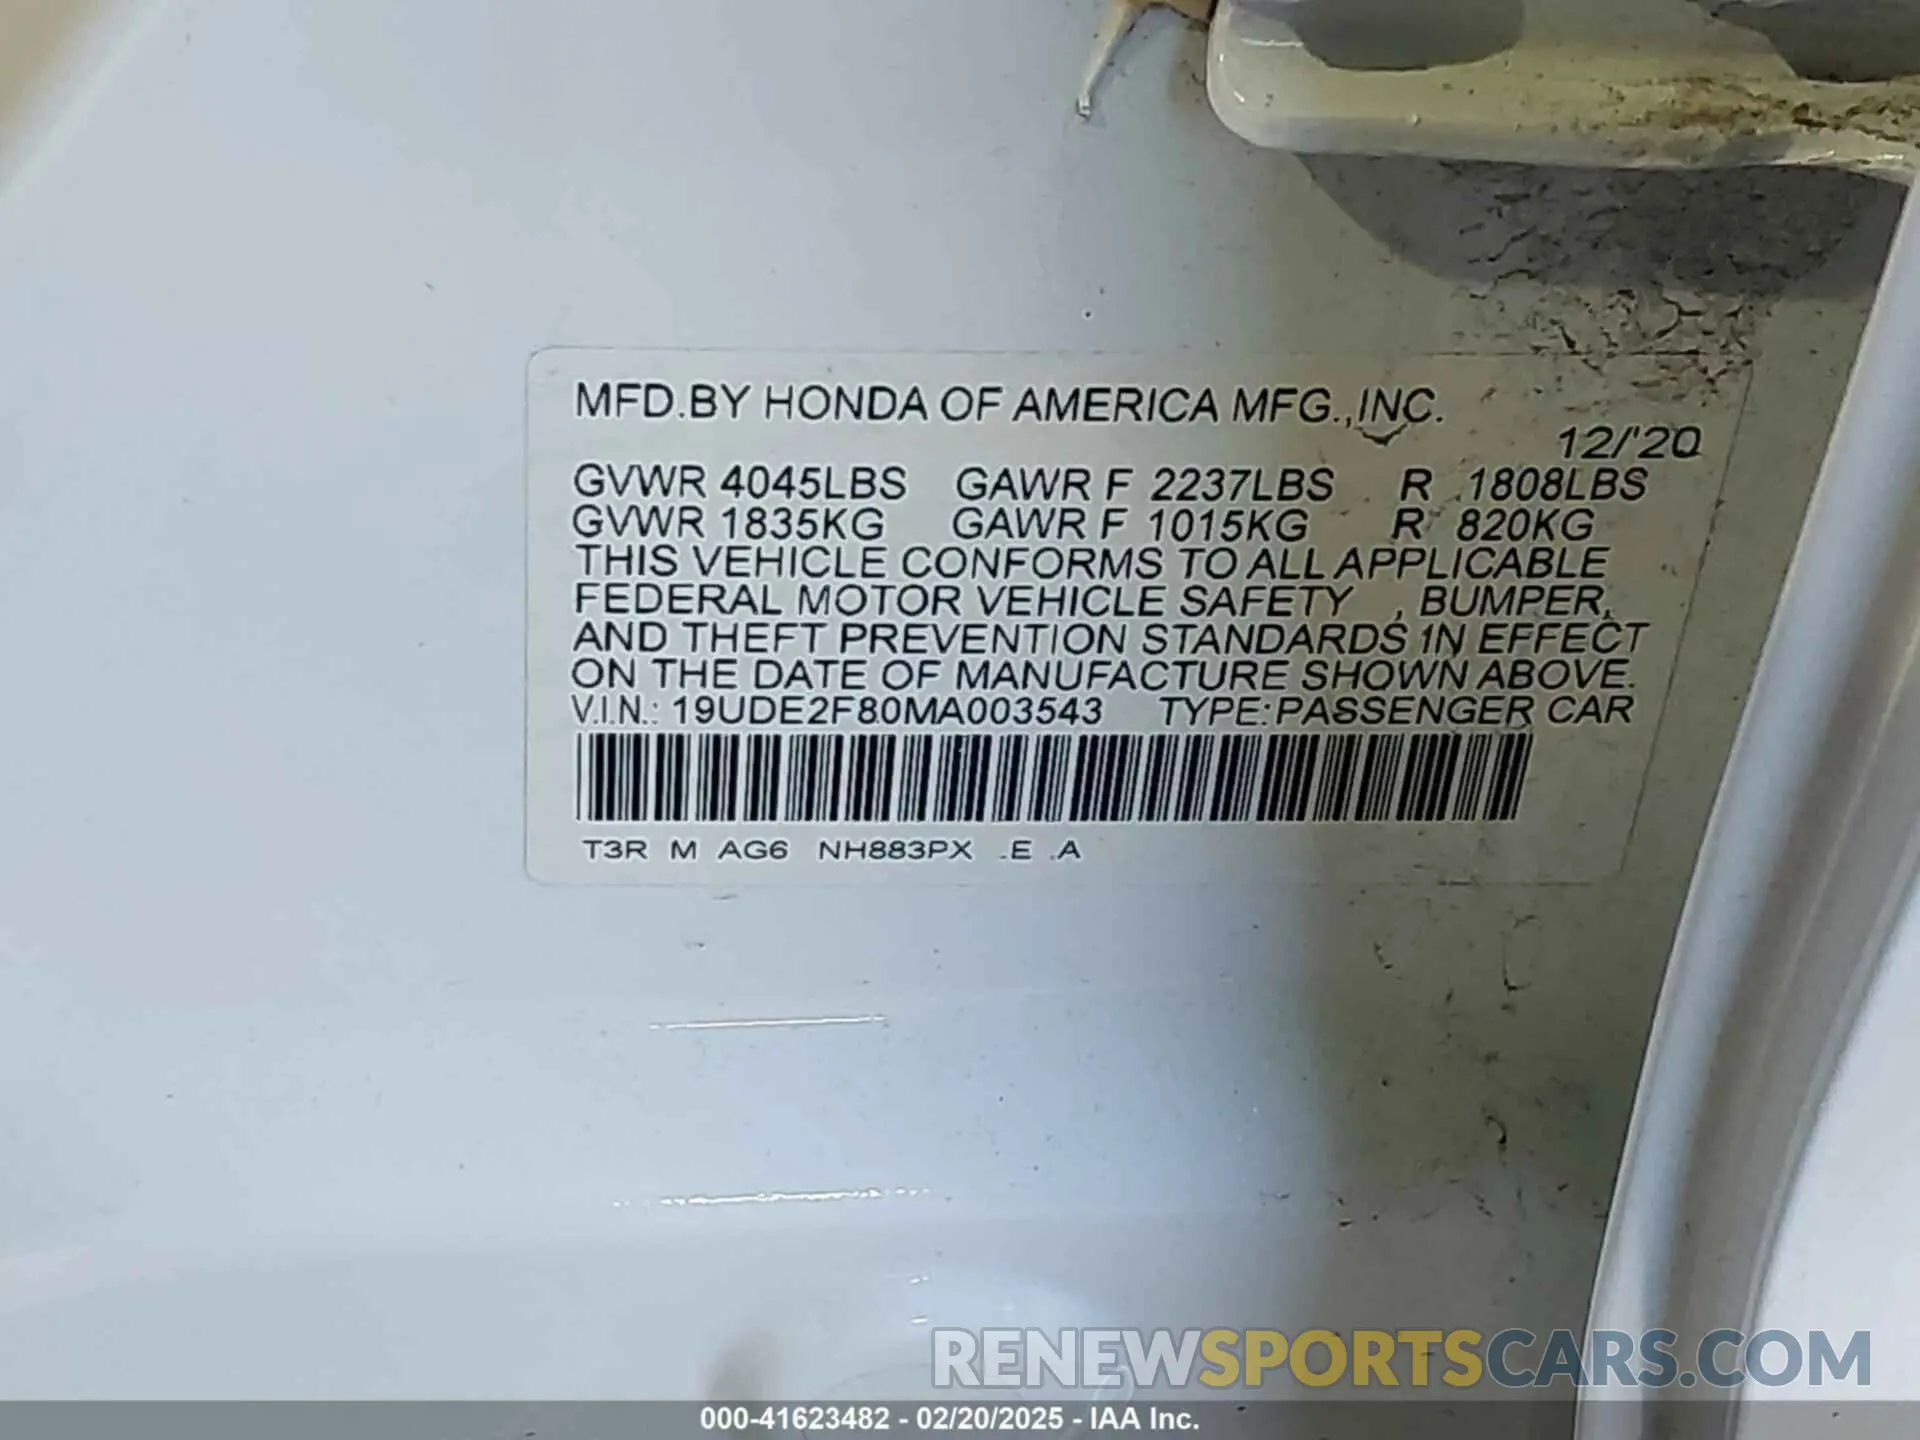 MFD.BY HONDA OF AMERICA MFG.,INC.
12/'20
GVWR 4045LBS GAWR F 2237LBS R 1808LBS
GVWR 1835KG GAWR F 1015KG R 820KG
THIS VEHICLE CONFORMS TO ALL APPLICABLE
FEDERAL MOTOR VEHICLE SAFETY , BUMPER,
AND THEFT PREVENTION STANDARDS IN EFFECT
ON THE DATE OF MANUFACTURE SHOWN ABOVE.
V.I.N.: 19UDE2F80MA003543 TYPE:PASSENGER CAR
T3R M AG6 NH883PX .E .A
RENEWSPORTSCARS.COM
000-41623482 - 02/20/2025 - IAA Inc.